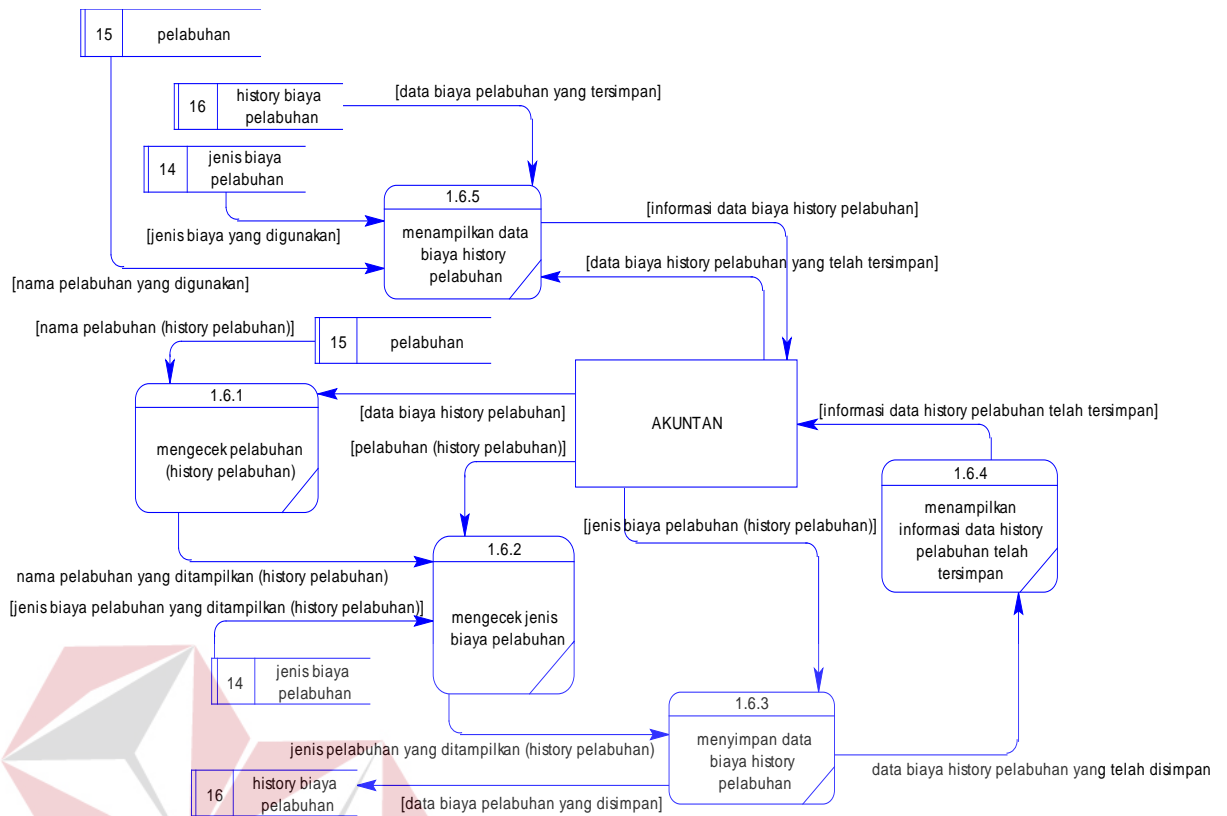 15 pelabuhan
16 history biaya
pelabuhan
[data biaya pelabuhan yang tersimpan]
14 jenis biaya
pelabuhan
[jenis biaya yang digunakan]
[nama pelabuhan yang digunakan]
1.6.5
menampilkan data
biaya history
pelabuhan
[informasi data biaya history pelabuhan]
[data biaya history pelabuhan yang telah tersimpan]
[nama pelabuhan (history pelabuhan)]
15 pelabuhan
1.6.1
mengecek pelabuhan
(history pelabuhan)
[data biaya history pelabuhan]
AKUNTAN
[informasi data history pelabuhan telah tersimpan]
[pelabuhan (history pelabuhan)]
1.6.4
menampilkan
informasi data history
pelabuhan telah
tersimpan
[jenis biaya pelabuhan (history pelabuhan)]
1.6.2
mengecek jenis
biaya pelabuhan
nama pelabuhan yang ditampilkan (history pelabuhan)
[jenis biaya pelabuhan yang ditampilkan (history pelabuhan)]
14 jenis biaya
pelabuhan
1.6.3
menyimpan data
biaya history
pelabuhan
jenis pelabuhan yang ditampilkan (history pelabuhan)
data biaya history pelabuhan yang telah disimpan
16 history biaya
pelabuhan
[data biaya pelabuhan yang disimpan]